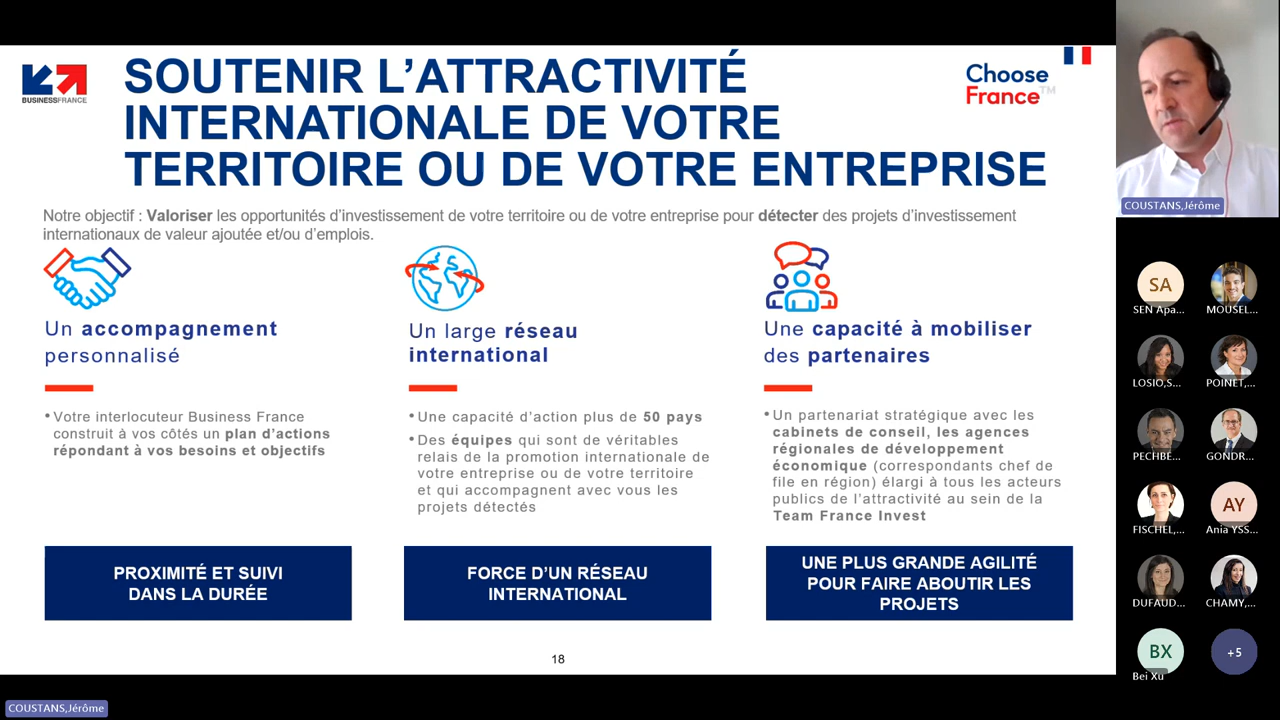 BUSINESSFRANCE
SOUTENIR L’ATTRACTIVITÉ
INTERNATIONALE DE VOTRE
TERRITOIRE OU DE VOTRE ENTREPRISE
Choose
France™
Notre objectif : Valoriser les opportunités d’investissement de votre territoire ou de votre entreprise pour détecter des projets d’investissement
internationaux de valeur ajoutée et/ou d’emplois.
Un accompagnement
personnalisé
• Votre interlocuteur Business France
construit à vos côtés un plan d’actions
répondant à vos besoins et objectifs
PROXIMITÉ ET SUIVI
DANS LA DURÉE
Un large réseau
international
• Une capacité d’action plus de 50 pays
• Des équipes qui sont de véritables
relais de la promotion internationale de
votre entreprise ou de votre territoire
et qui accompagnent avec vous les
projets détectés
FORCE D’UN RÉSEAU
INTERNATIONAL
Une capacité à mobiliser
des partenaires
• Un partenariat stratégique avec les
cabinets de conseil, les agences
régionales de développement
économique (correspondants chef de
file en région) élargi à tous les acteurs
publics de l’attractivité au sein de la
Team France Invest
UNE PLUS GRANDE AGILITÉ
POUR FAIRE ABOUTIR LES
PROJETS
18
COUSTANS,Jérôme
SA
SEN Apa...
MOUSEL...
LOSIO,S...
POINET,...
PECHBE...
GONDR...
FISCHEL,...
AY
Ania YSS...
DUFAUD...
CHAMY,...
BX
Bei Xu
+5
COUSTANS,Jérôme